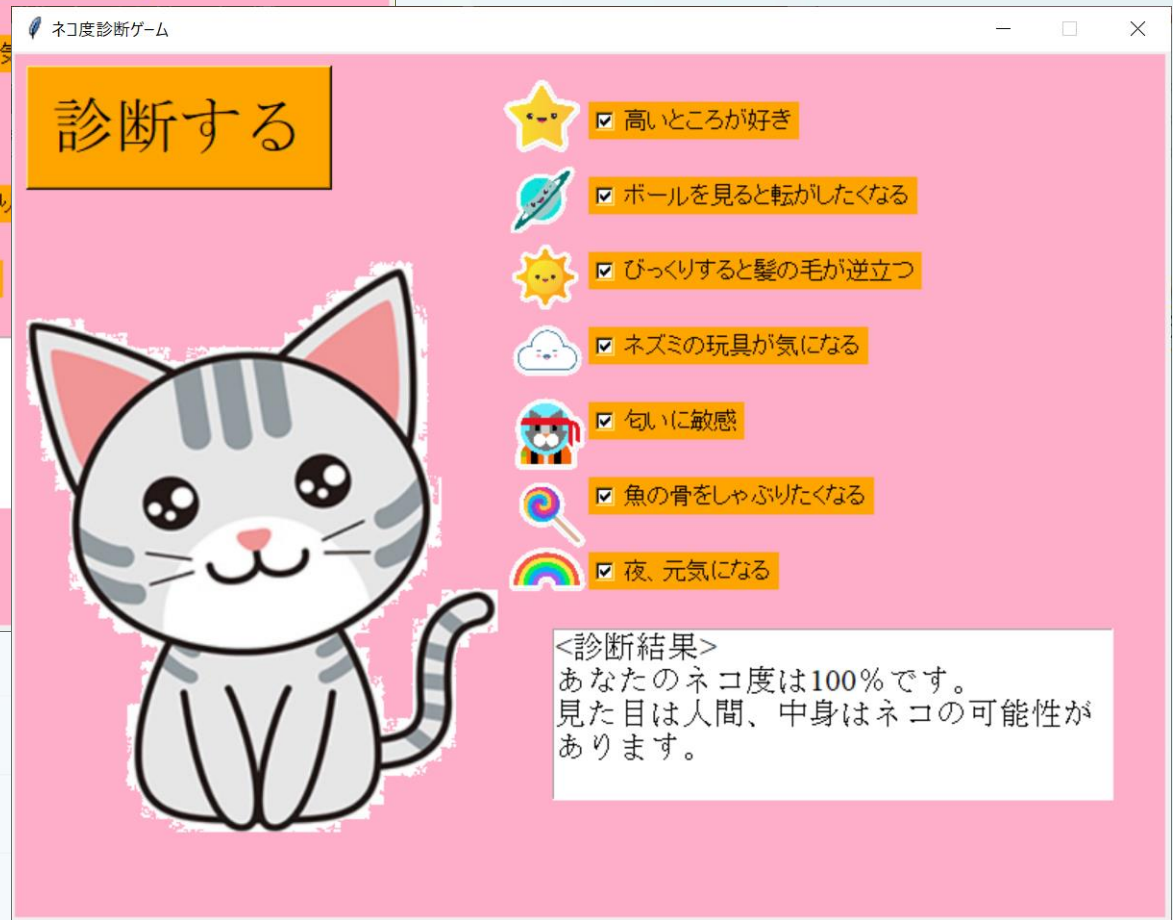 ネコ度診断ゲーム
診断する
高いところが好き
ボールを見ると転がしたくなる
びっくりすると髪の毛が逆立つ
ネズミの玩具が気になる
匂いに敏感
魚の骨をしゃぶりたくなる
夜、元気になる
<診断結果>
あなたのネコ度は100%です。
見た目は人間、中身はネコの可能性が
あります。